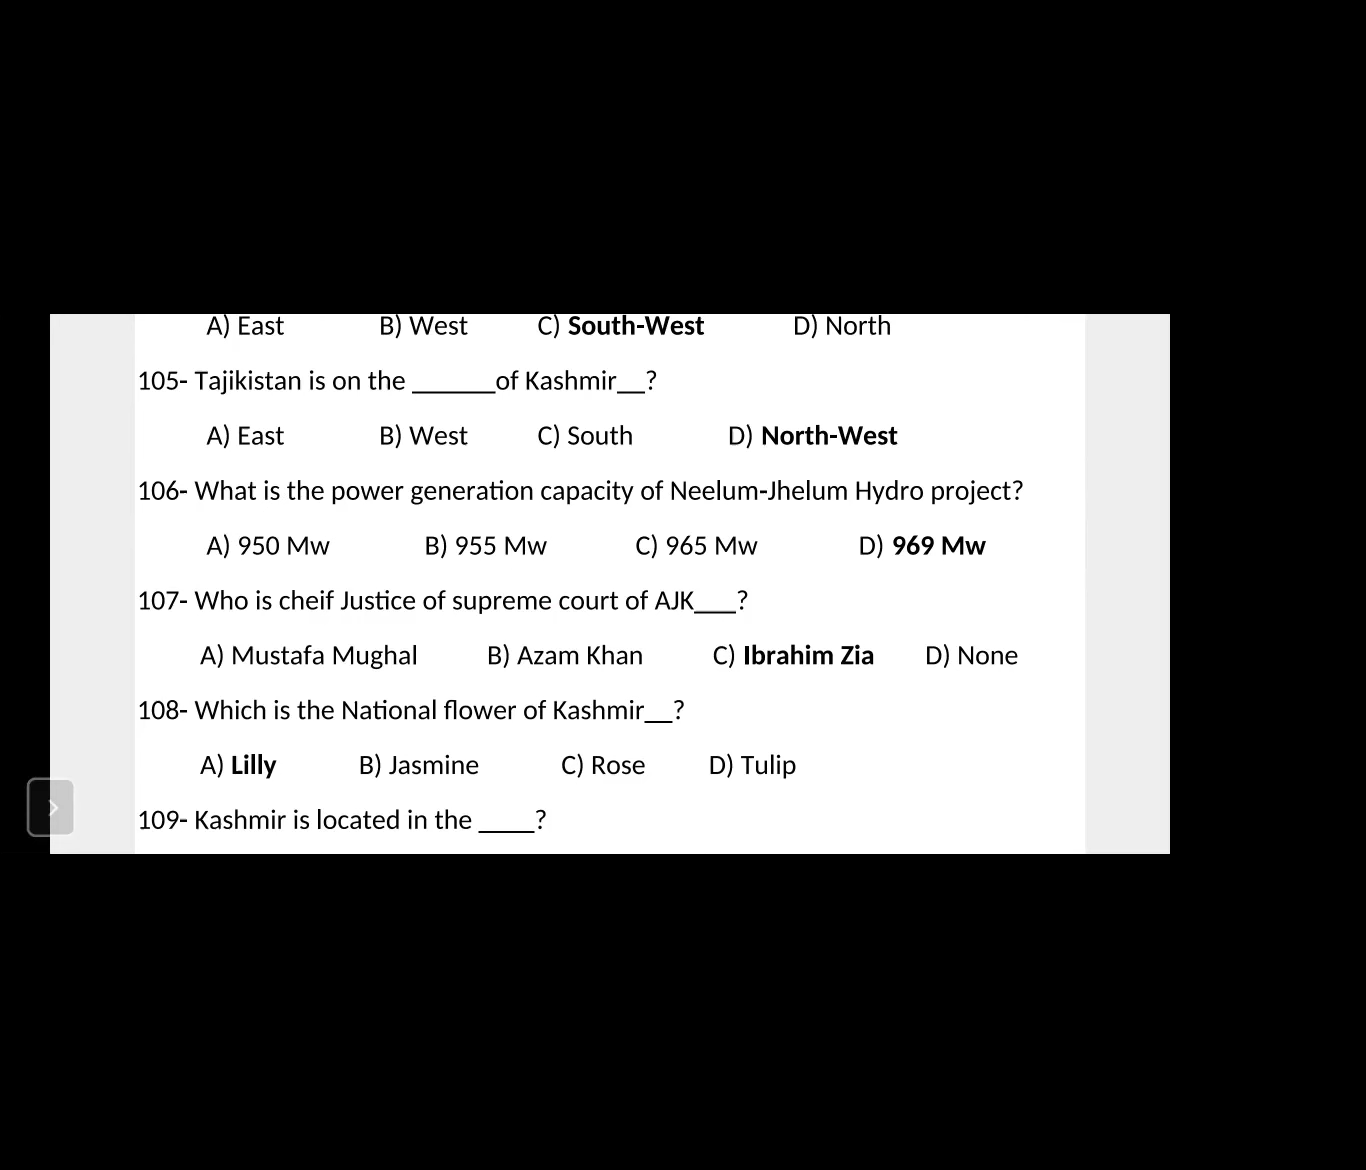 A) East B) West C) South-West D) North
105- Tajikistan is on the ______of Kashmir__?
A) East B) West C) South D) North-West
106- What is the power generation capacity of Neelum-Jhelum Hydro project?
A) 950 Mw B) 955 Mw C) 965 Mw D) 969 Mw
107- Who is cheif Justice of supreme court of AJK___?
A) Mustafa Mughal B) Azam Khan C) Ibrahim Zia D) None
108- Which is the National flower of Kashmir__?
A) Lilly B) Jasmine C) Rose D) Tulip
109- Kashmir is located in the ____?